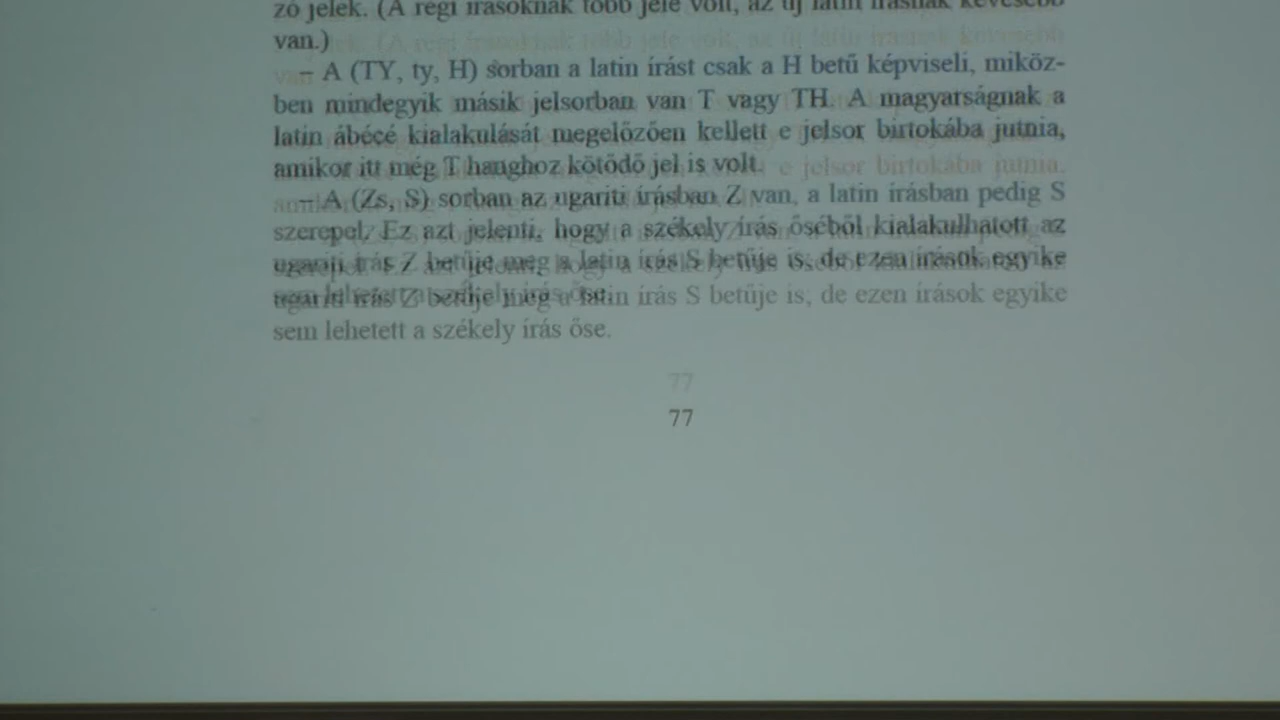 zó jelek. (A régi írásoknak több jele volt, az új latin írásnak kevesebb
van.)
– A (TY, ty, H) sorban a latin írást csak a H betű képviseli, miköz-
ben mindegyik másik jelsorban van T vagy TH. A magyarságnak a
latin ábécé kialakulását megelőzően kellett e jelsor birtokába jutnia,
amikor itt még T hanghoz kötődő jel is volt.
– A (Zs, S) sorban az ugariti írásban Z van, a latin írásban pedig S
szerepel. Ez azt jelenti, hogy a székely írás őséből kialakulhatott az
ugariti írás Z betűje meg a latin írás S betűje is; de ezen írások egyike
sem lehetett a székely írás őse.
77